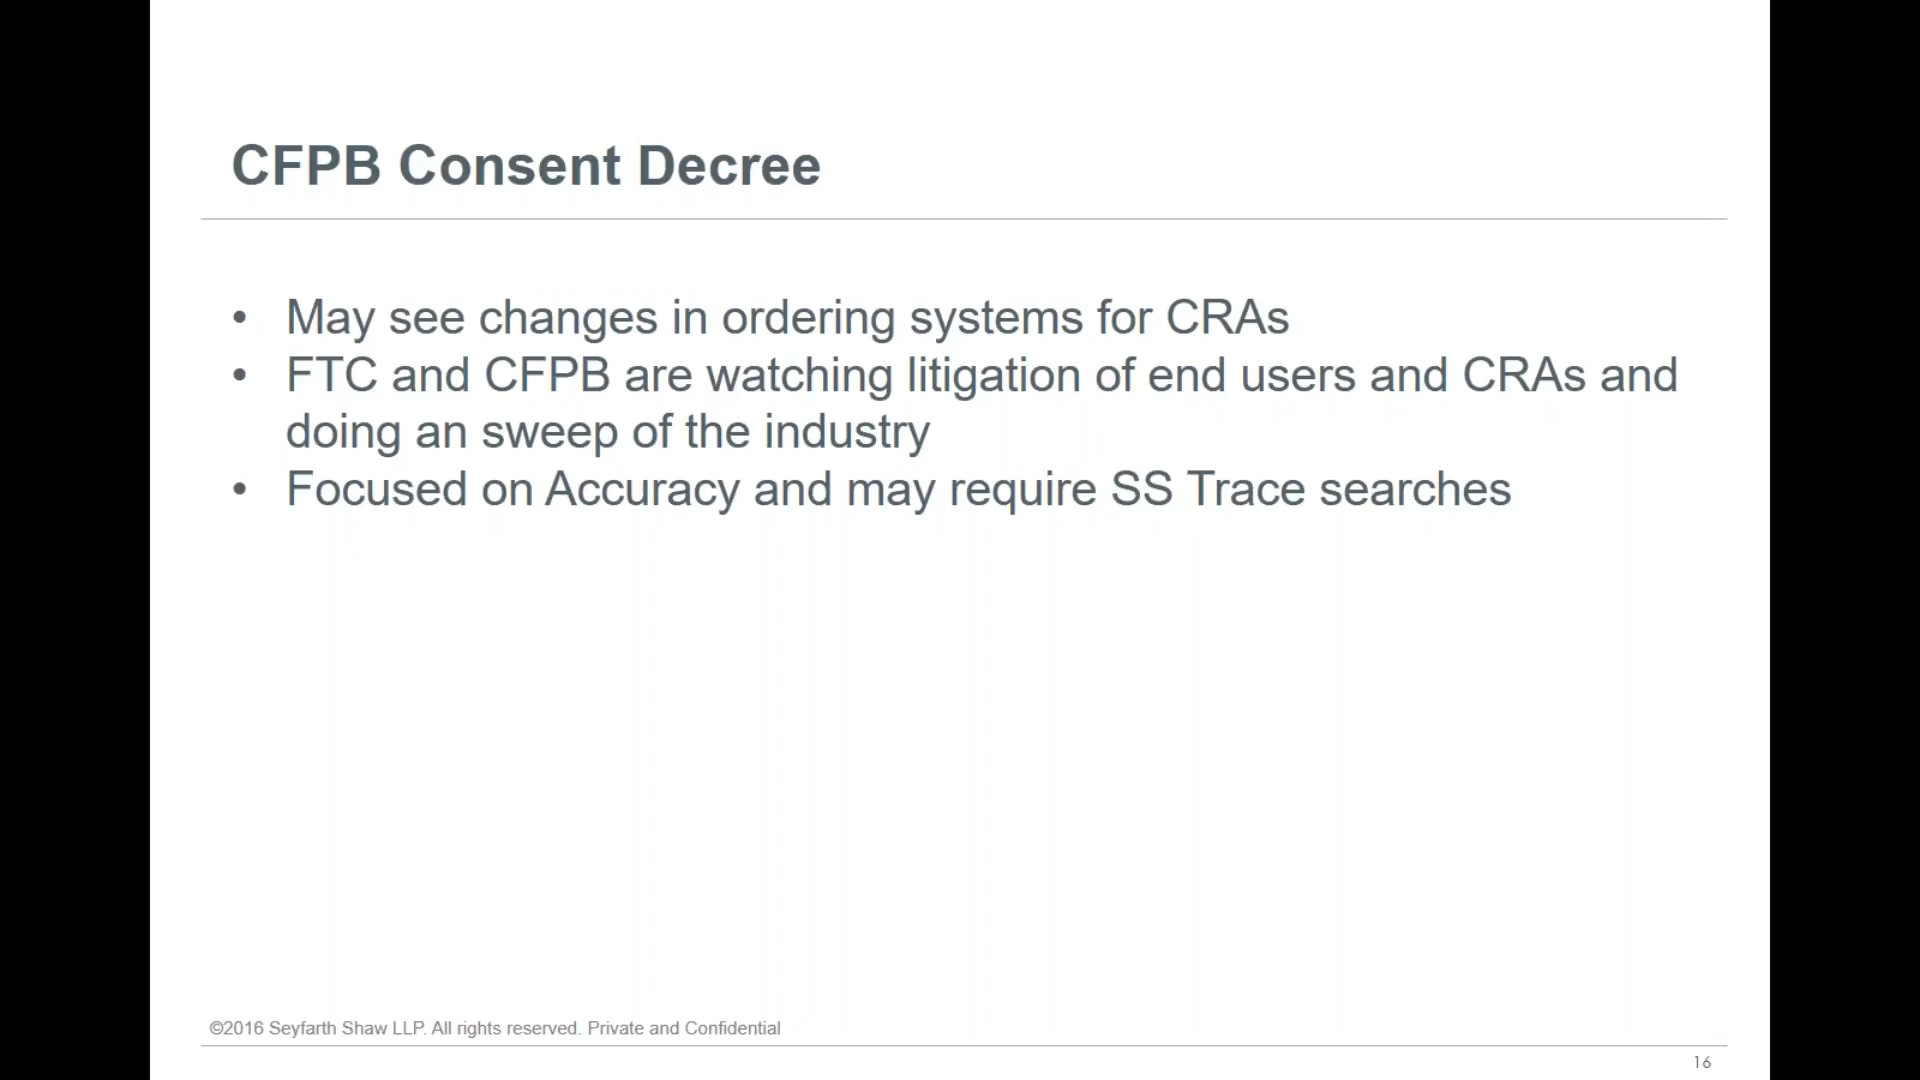 CFPB Consent Decree
• May see changes in ordering systems for CRAs
• FTC and CFPB are watching litigation of end users and CRAs and
doing an sweep of the industry
• Focused on Accuracy and may require SS Trace searches
©2016 Seyfarth Shaw LLP. All rights reserved. Private and Confidential
16